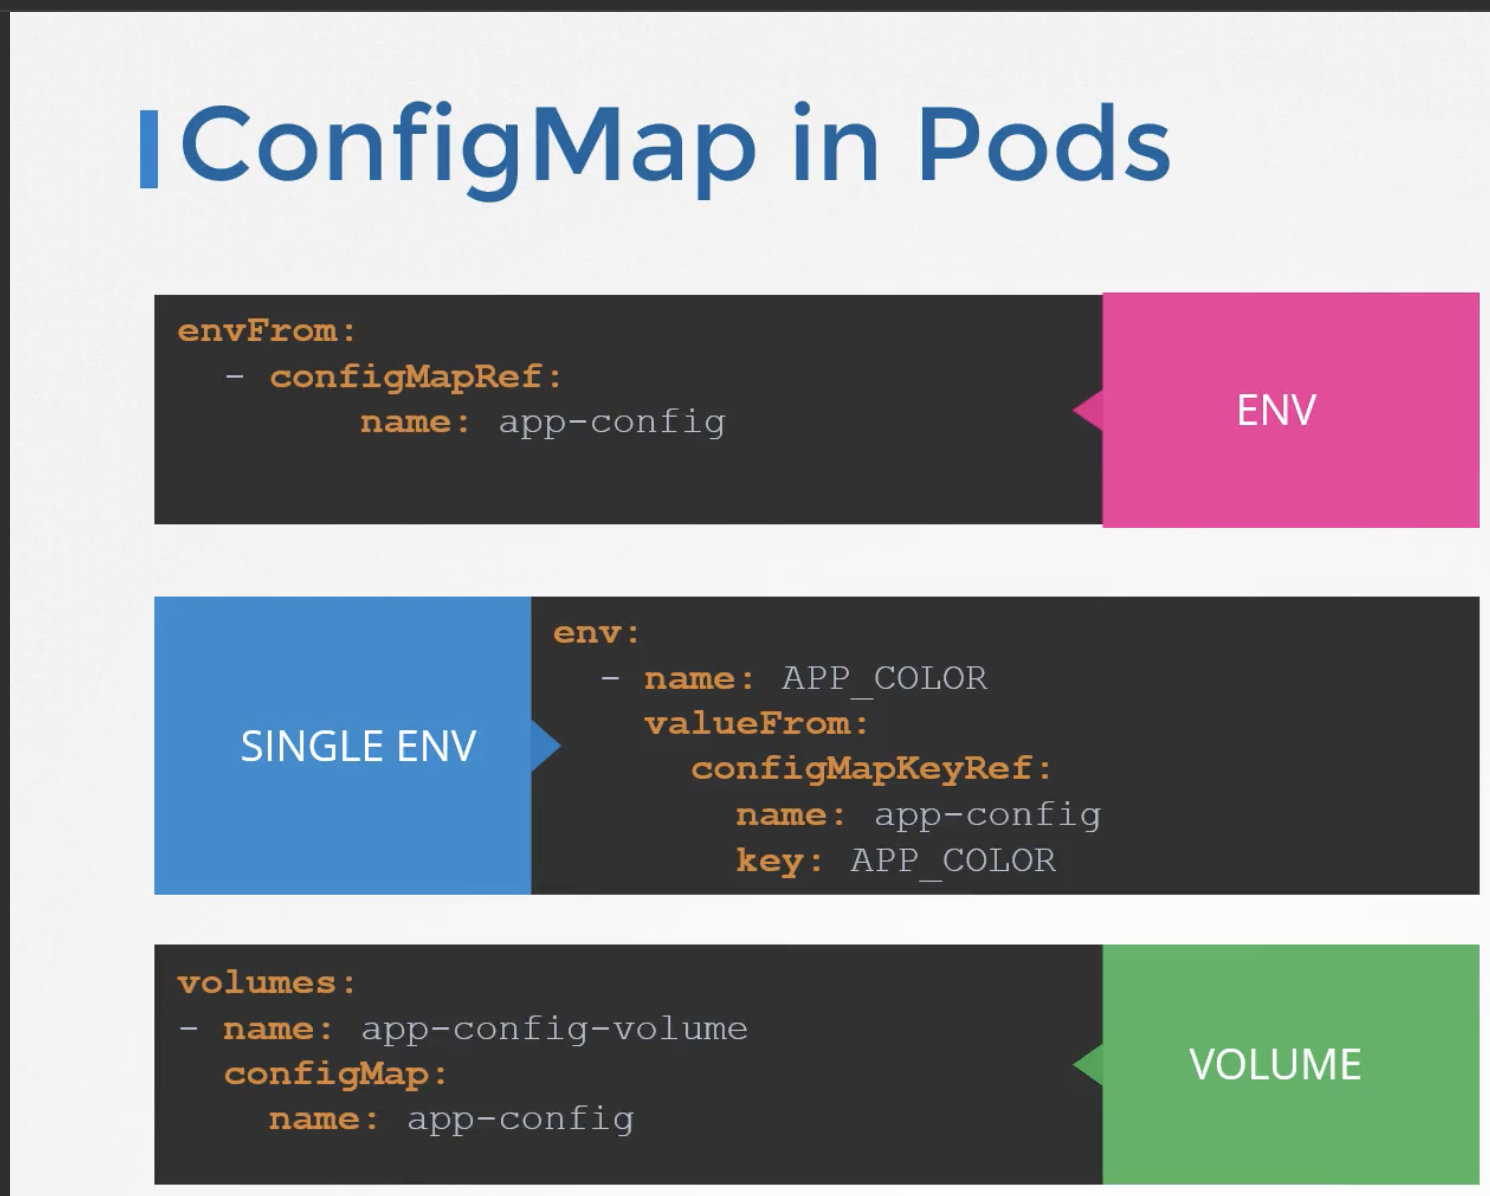 ConfigMap in Pods
envFrom:
  - configMapRef:
        name: app-config
ENV
SINGLE ENV
env:
  - name: APP_COLOR
    valueFrom:
      configMapKeyRef:
        name: app-config
        key: APP_COLOR
volumes:
- name: app-config-volume
  configMap:
    name: app-config
VOLUME